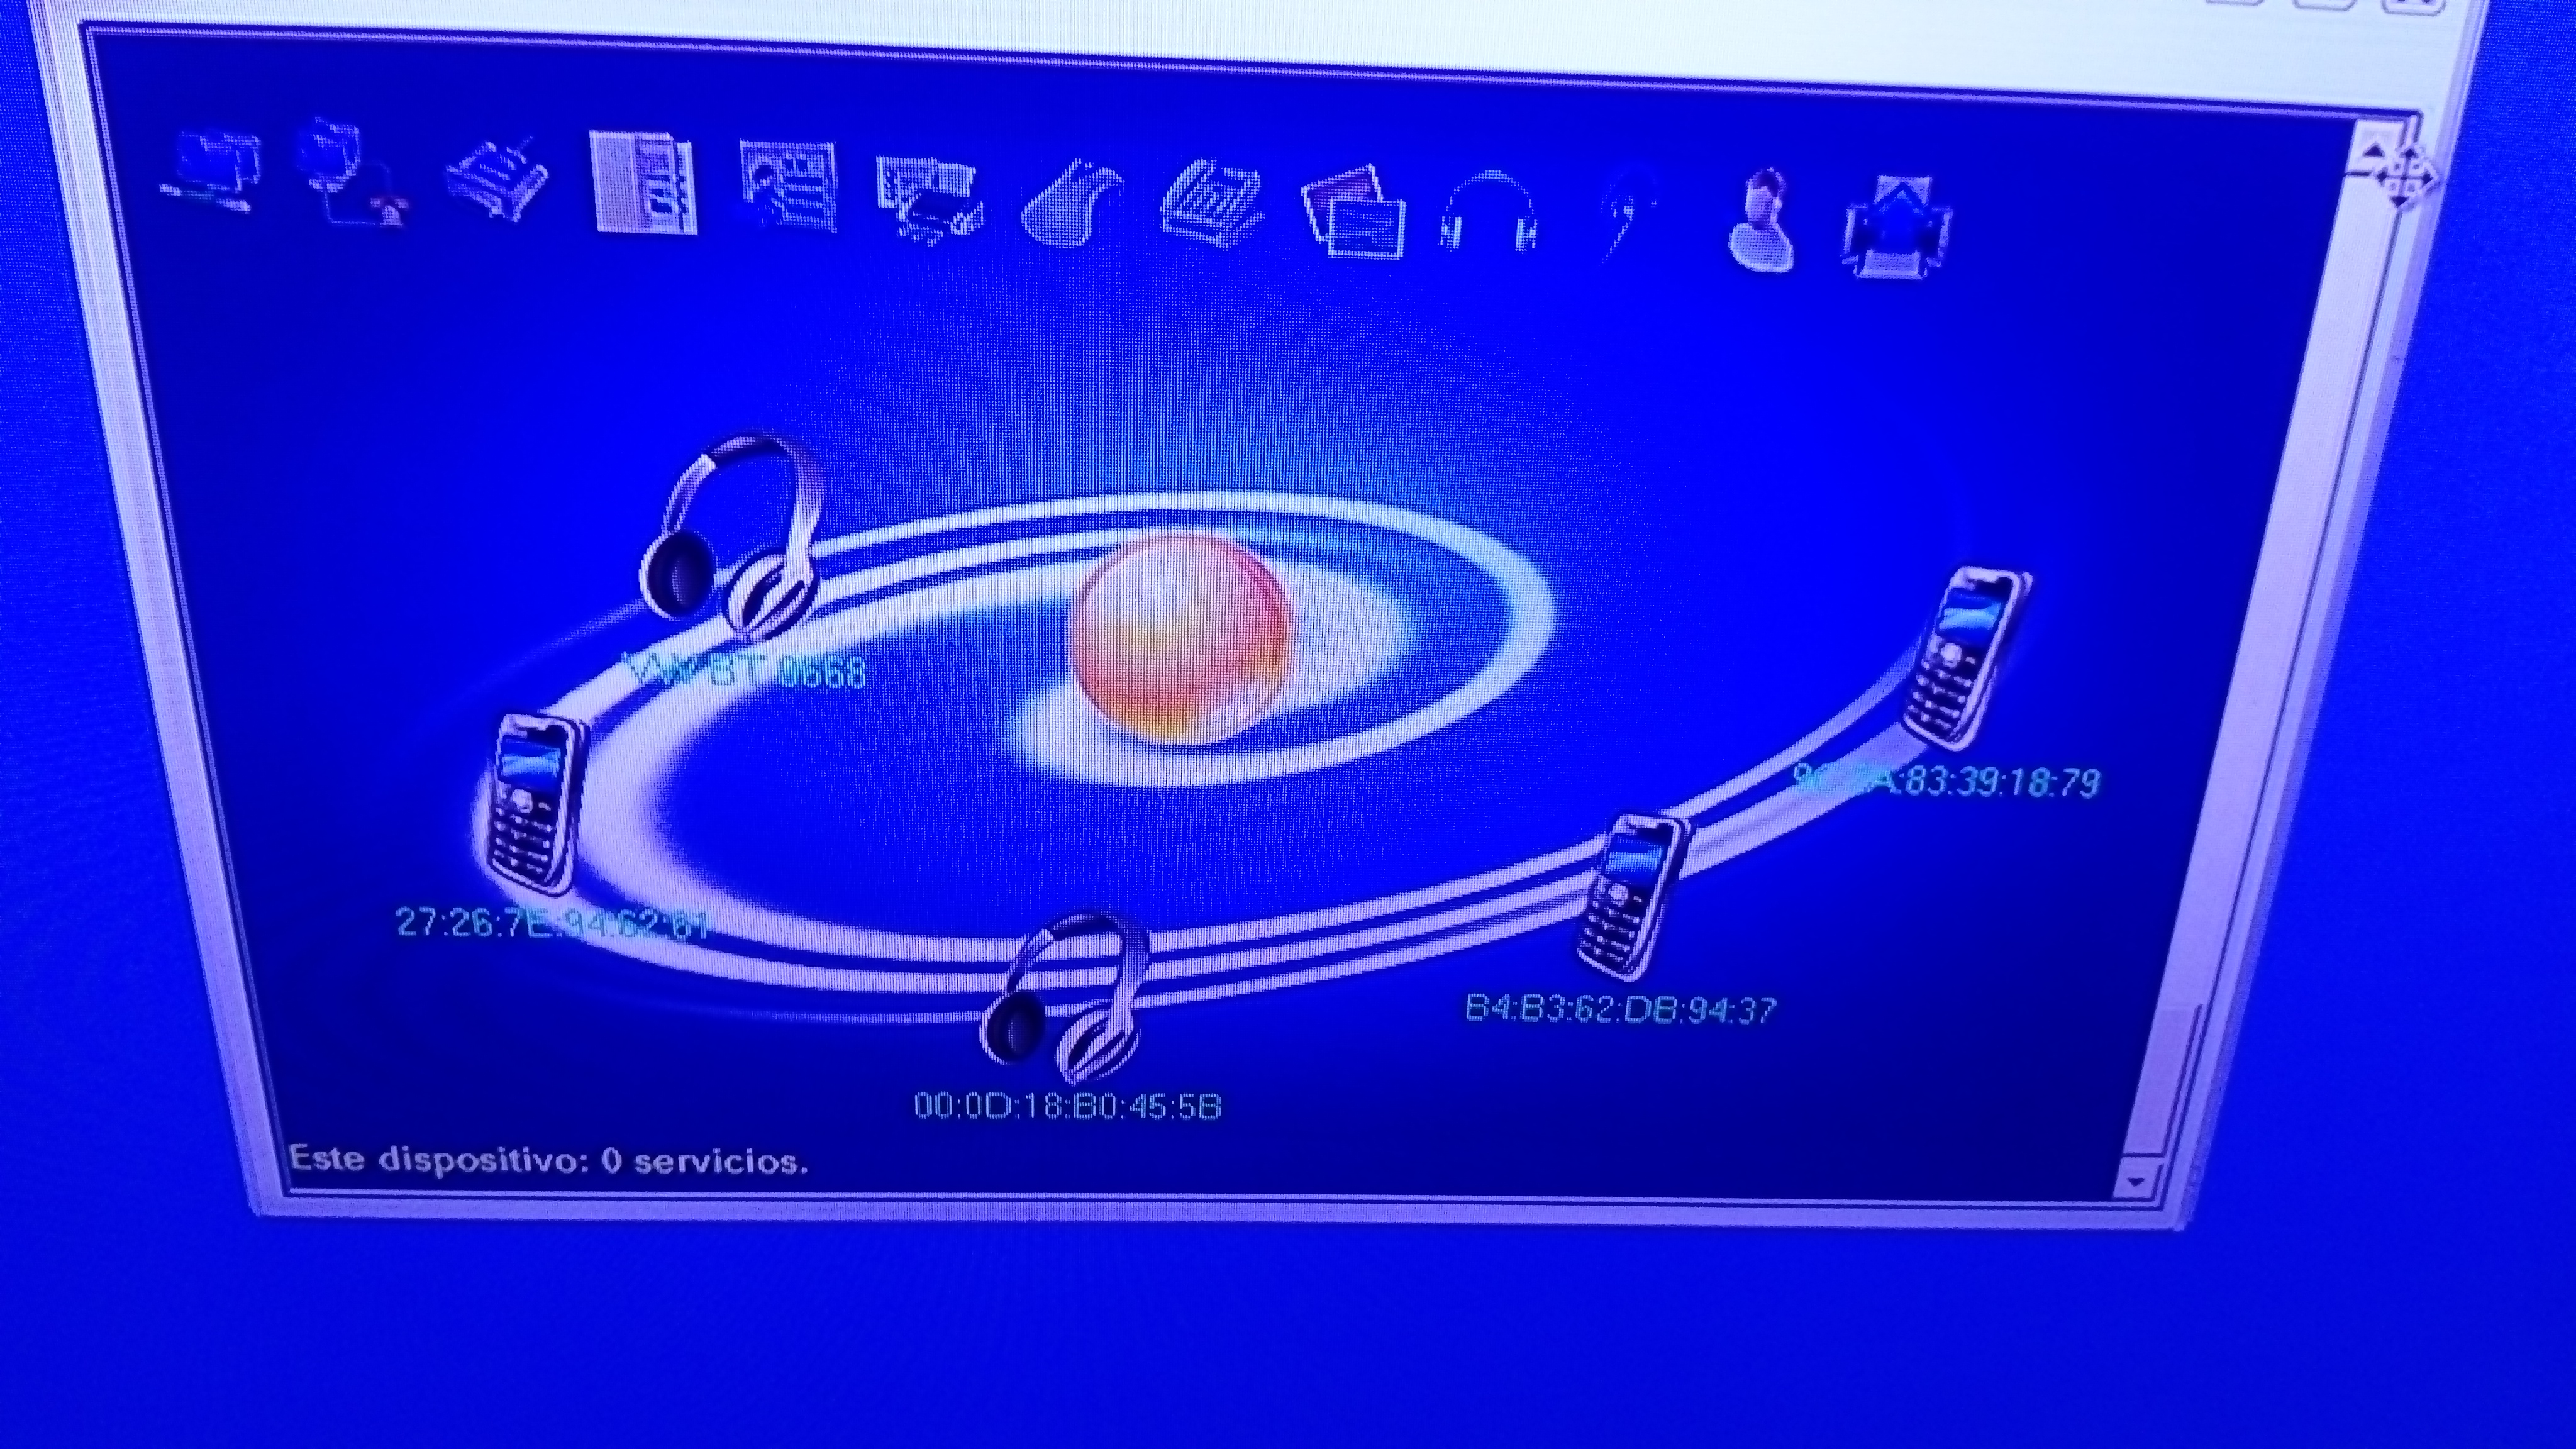 BT 0668
:83:39:18:79
27:26:7E:94:62:61
B4:B3:62:DB:94:37
00:0D:18:B0:45:5B
Este dispositivo: 0 servicios.